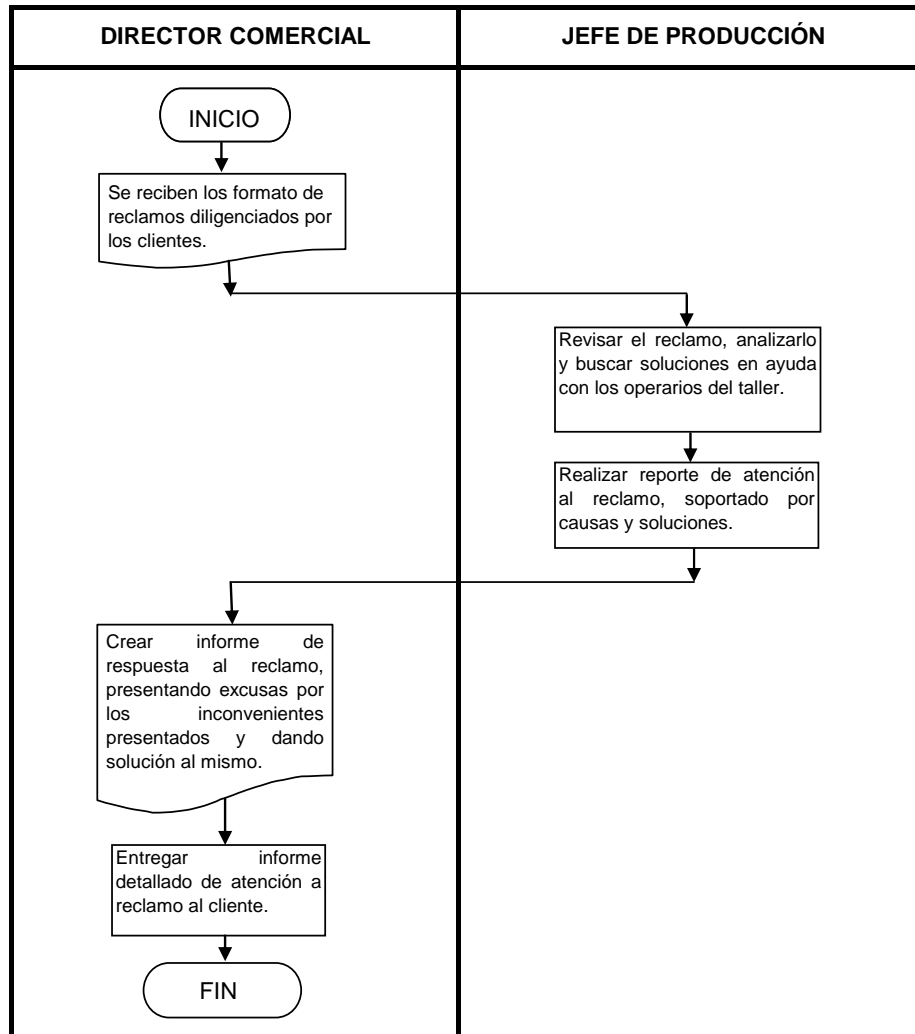 DIRECTOR COMERCIAL
JEFE DE PRODUCCIÓN
INICIO
Se reciben los formato de
reclamos diligenciados por
los clientes.
Revisar el reclamo, analizarlo
y buscar soluciones en ayuda
con los operarios del taller.
Realizar reporte de atención
al reclamo, soportado por
causas y soluciones.
Crear informe de
respuesta al reclamo,
presentando excusas por
los inconvenientes
presentados y dando
solución al mismo.
Entregar informe
detallado de atención a
reclamo al cliente.
FIN